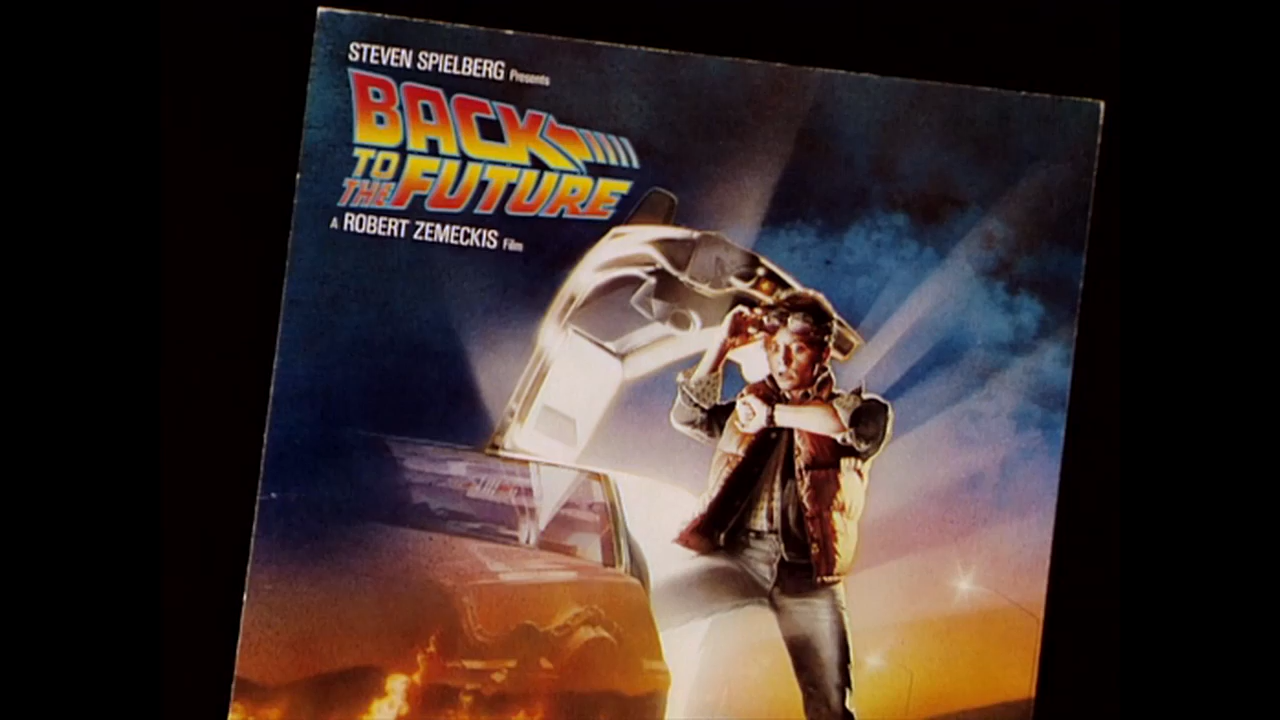 STEVEN SPIELBERG Presents
BACK
TO
THE FUTURE
A ROBERT ZEMECKIS Film